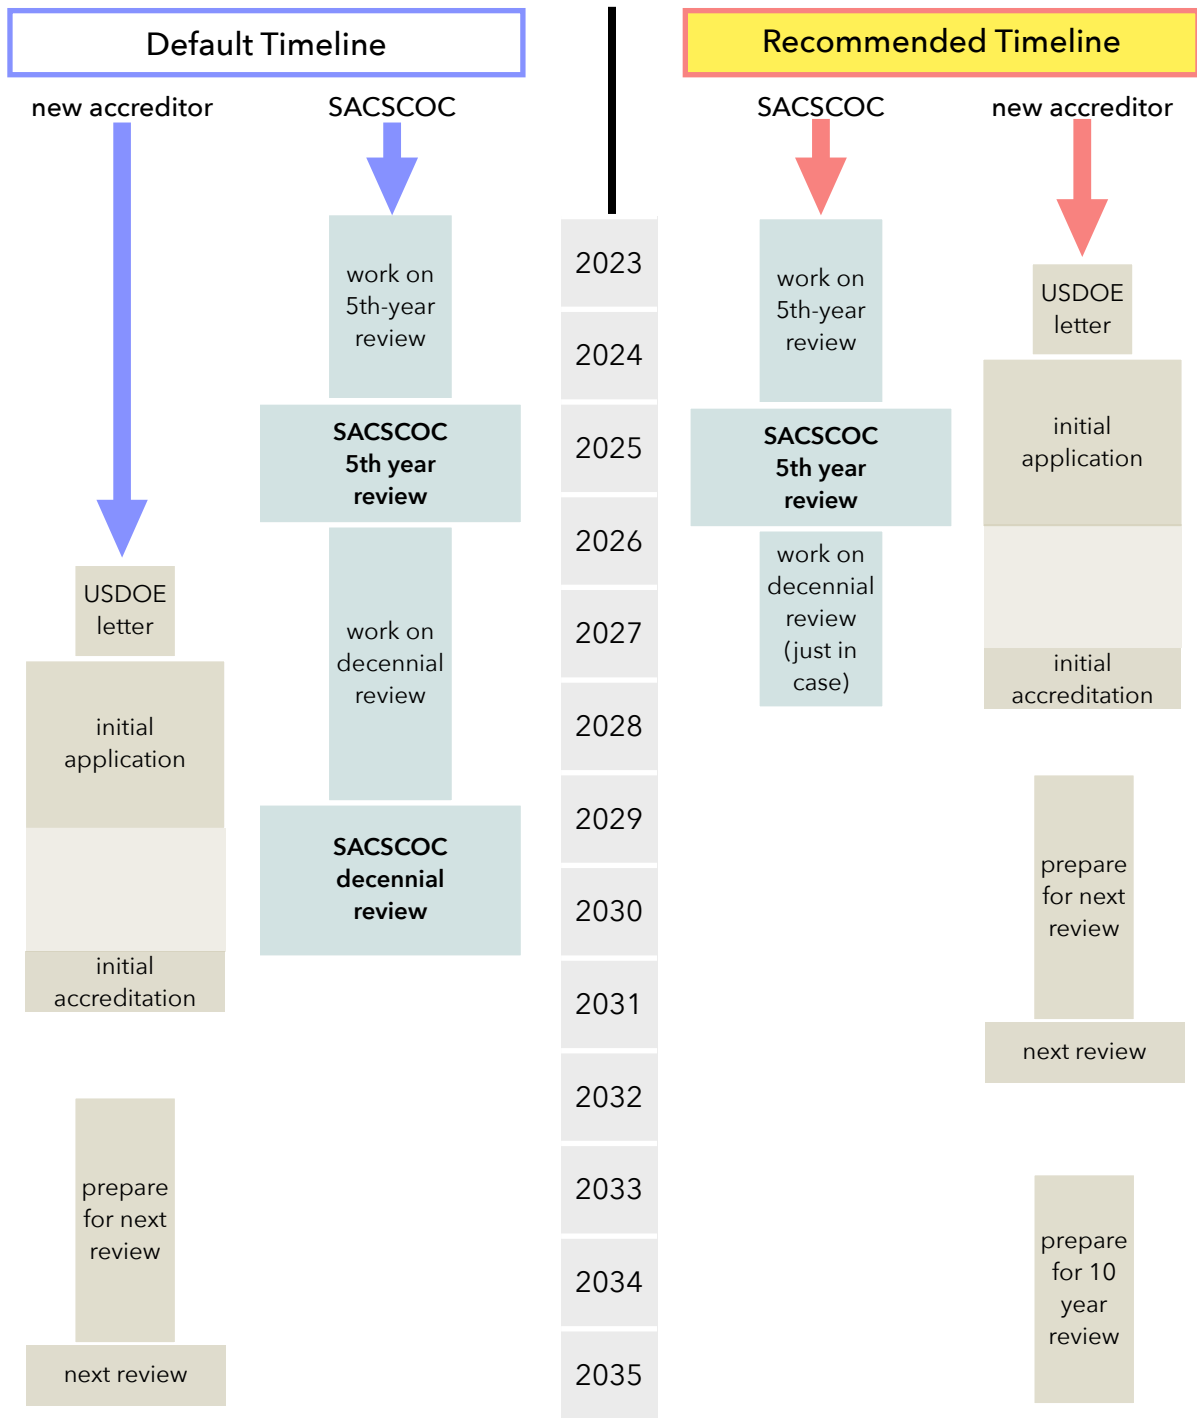 Default Timeline
new accreditor
SACSCOC
work on
5th-year
review
SACSCOC
5th year
review
USDOE
letter
work on
decennial
review
initial
application
SACSCOC
decennial
review
initial
accreditation
prepare
for next
review
next review
2023
2024
2025
2026
2027
2028
2029
2030
2031
2032
2033
2034
2035
Recommended Timeline
SACSCOC
new accreditor
work on
5th-year
review
USDOE
letter
SACSCOC
5th year
review
initial
application
work on
decennial
review
(just in
case)
initial
accreditation
prepare
for next
review
next review
prepare
for 10
year
review